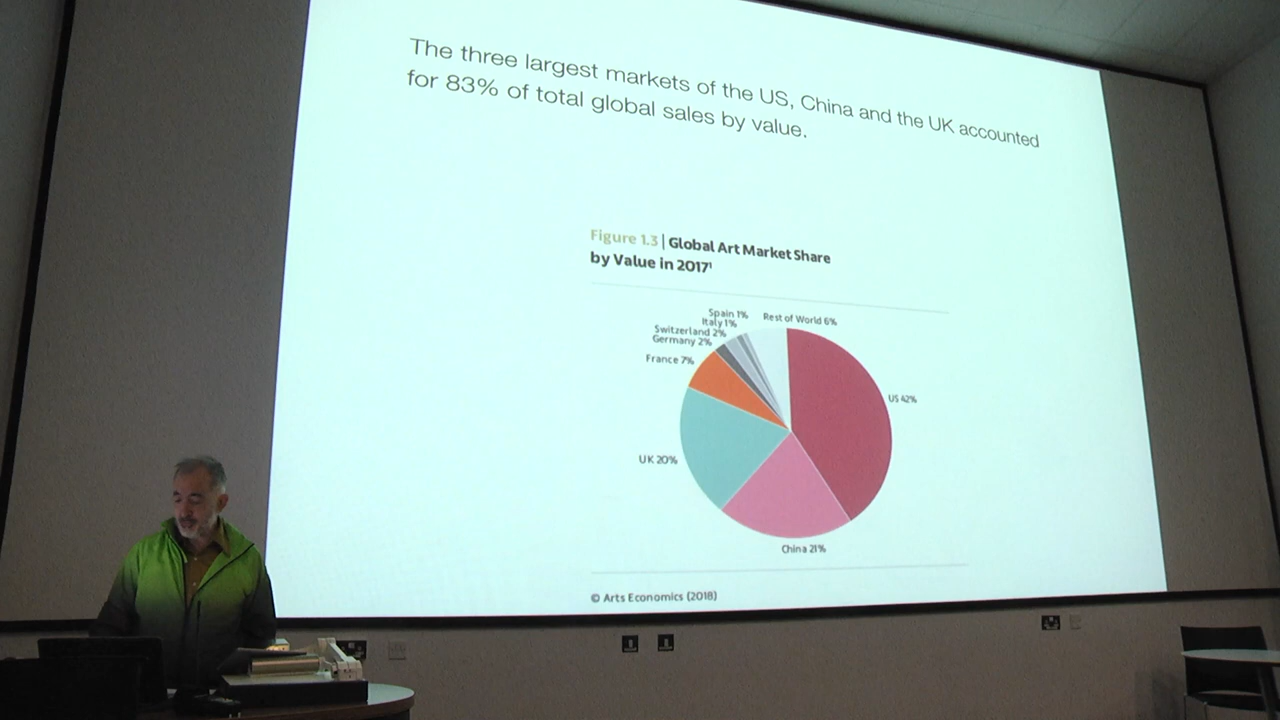 The three largest markets of the US, China and the UK accounted
for 83% of total global sales by value.
Figure 1.3 | Global Art Market Share
by Value in 2017¹
Spain 1%
Rest of World 6%
Italy 1%
Switzerland 2%
Germany 2%
France 7%
US 42%
UK 20%
China 21%
© Arts Economics (2018)